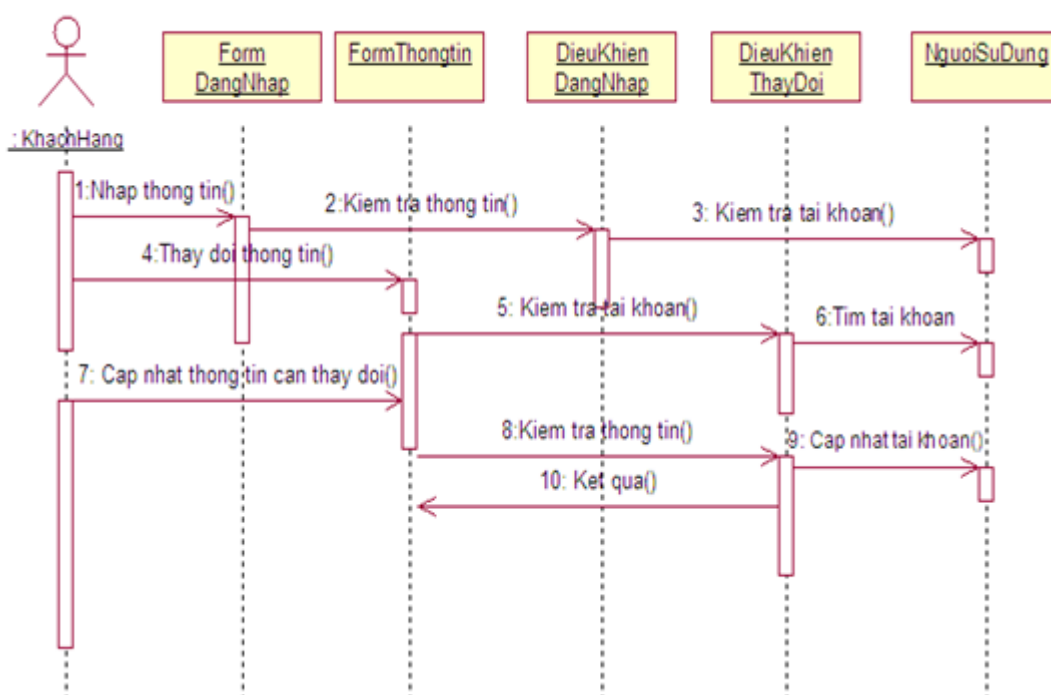 Form
DangNhap
FormThongtin
DieuKhien
DangNhap
DieuKhien
ThayDoi
NguoiSuDung
: KhachHang
1:Nhap thong tin()
2:Kiem tra thong tin()
3: Kiem tra tai khoan()
4:Thay doi thong tin()
5: Kiem tra tai khoan()
6:Tim tai khoan
7: Cap nhat thong tin can thay doi()
8:Kiem tra thong tin()
9: Cap nhat tai khoan()
10: Ket qua()